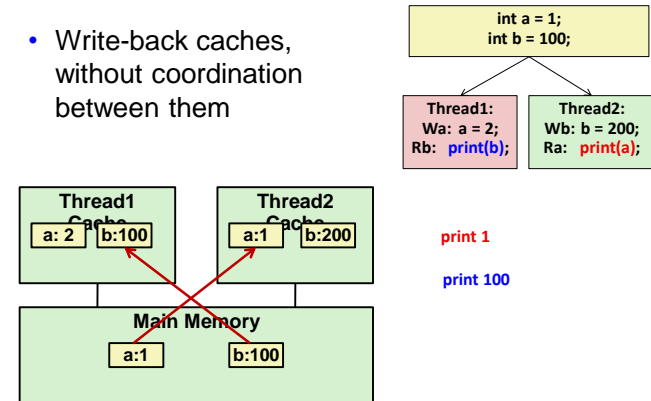 • Write-back caches,
without coordination
between them
int a = 1;
int b = 100;
Thread1:
Wa: a = 2;
Rb: print(b);
Thread2:
Wb: b = 200;
Ra: print(a);
Thread1
Cache
a: 2 b:100
Thread2
Cache
a:1 b:200
print 1
print 100
Main Memory
a:1 b:100